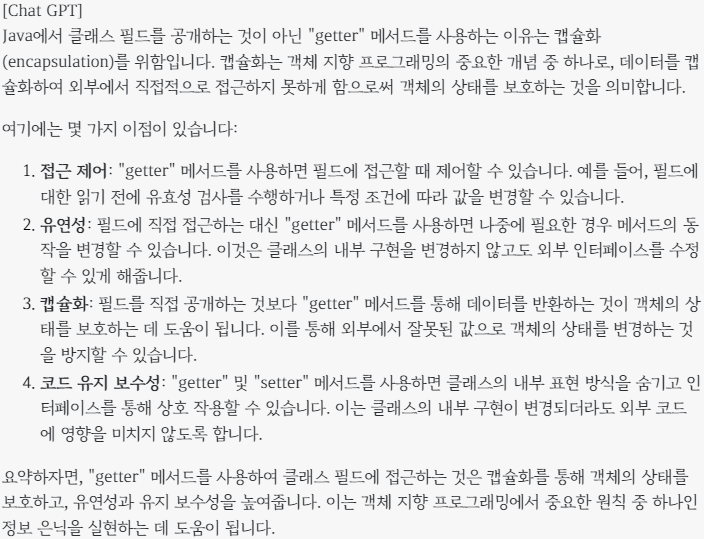 [Chat GPT]
Java에서 클래스 필드를 공개하는 것이 아닌 "getter" 메서드를 사용하는 이유는 캡슐화
(encapsulation)를 위함입니다. 캡슐화는 객체 지향 프로그래밍의 중요한 개념 중 하나로, 데이터를 캡
슐화하여 외부에서 직접적으로 접근하지 못하게 함으로써 객체의 상태를 보호하는 것을 의미합니다.
여기에는 몇 가지 이점이 있습니다:
1. 접근 제어: "getter" 메서드를 사용하면 필드에 접근할 때 제어할 수 있습니다. 예를 들어, 필드에
대한 읽기 전에 유효성 검사를 수행하거나 특정 조건에 따라 값을 변경할 수 있습니다.
2. 유연성: 필드에 직접 접근하는 대신 "getter" 메서드를 사용하면 나중에 필요한 경우 메서드의 동
작을 변경할 수 있습니다. 이것은 클래스의 내부 구현을 변경하지 않고도 외부 인터페이스를 수정
할 수 있게 해줍니다.
3. 캡슐화: 필드를 직접 공개하는 것보다 "getter" 메서드를 통해 데이터를 반환하는 것이 객체의 상
태를 보호하는 데 도움이 됩니다. 이를 통해 외부에서 잘못된 값으로 객체의 상태를 변경하는 것
을 방지할 수 있습니다.
4. 코드 유지 보수성: "getter" 및 "setter" 메서드를 사용하면 클래스의 내부 표현 방식을 숨기고 인
터페이스를 통해 상호 작용할 수 있습니다. 이는 클래스의 내부 구현이 변경되더라도 외부 코드
에 영향을 미치지 않도록 합니다.
요약하자면, "getter" 메서드를 사용하여 클래스 필드에 접근하는 것은 캡슐화를 통해 객체의 상태를
보호하고, 유연성과 유지 보수성을 높여줍니다. 이는 객체 지향 프로그래밍에서 중요한 원칙 중 하나인
정보 은닉을 실현하는 데 도움이 됩니다.